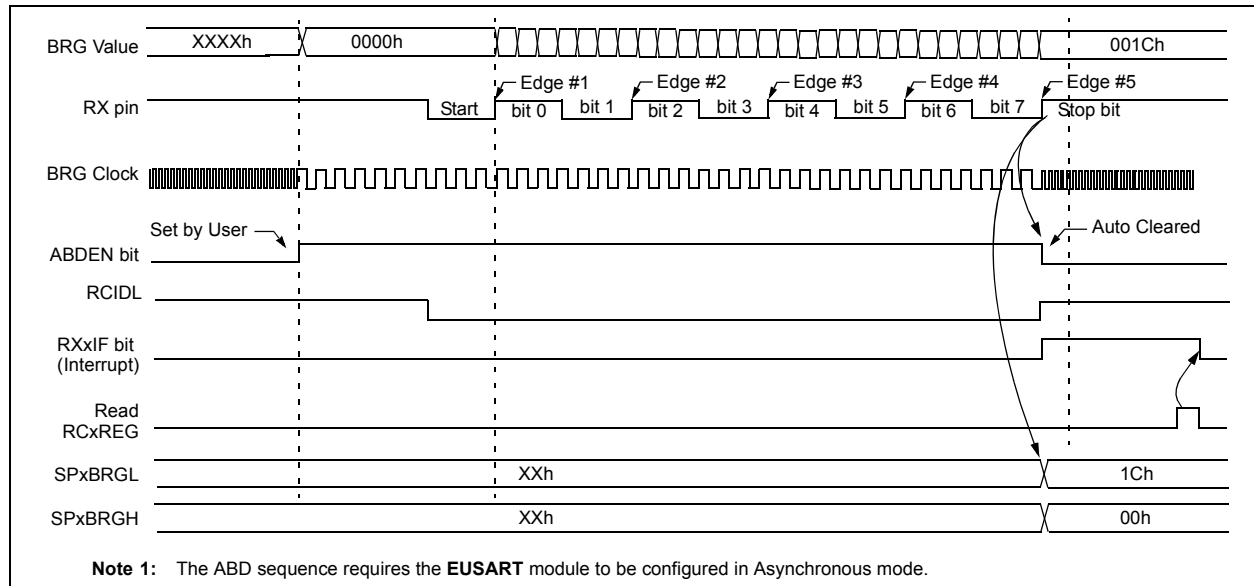 BRG Value XXXXh 0000h 001Ch
Edge #1 Edge #2 Edge #3 Edge #4 Edge #5
RX pin Start bit 0 bit 1 bit 2 bit 3 bit 4 bit 5 bit 6 bit 7 Stop bit
BRG Clock
Set by User Auto Cleared
ABDEN bit
RCIDL
RXxIF bit
(Interrupt)
Read
RCxREG
SPxBRGL XXh 1Ch
SPxBRGH XXh 00h
Note 1: The ABD sequence requires the EUSART module to be configured in Asynchronous mode.